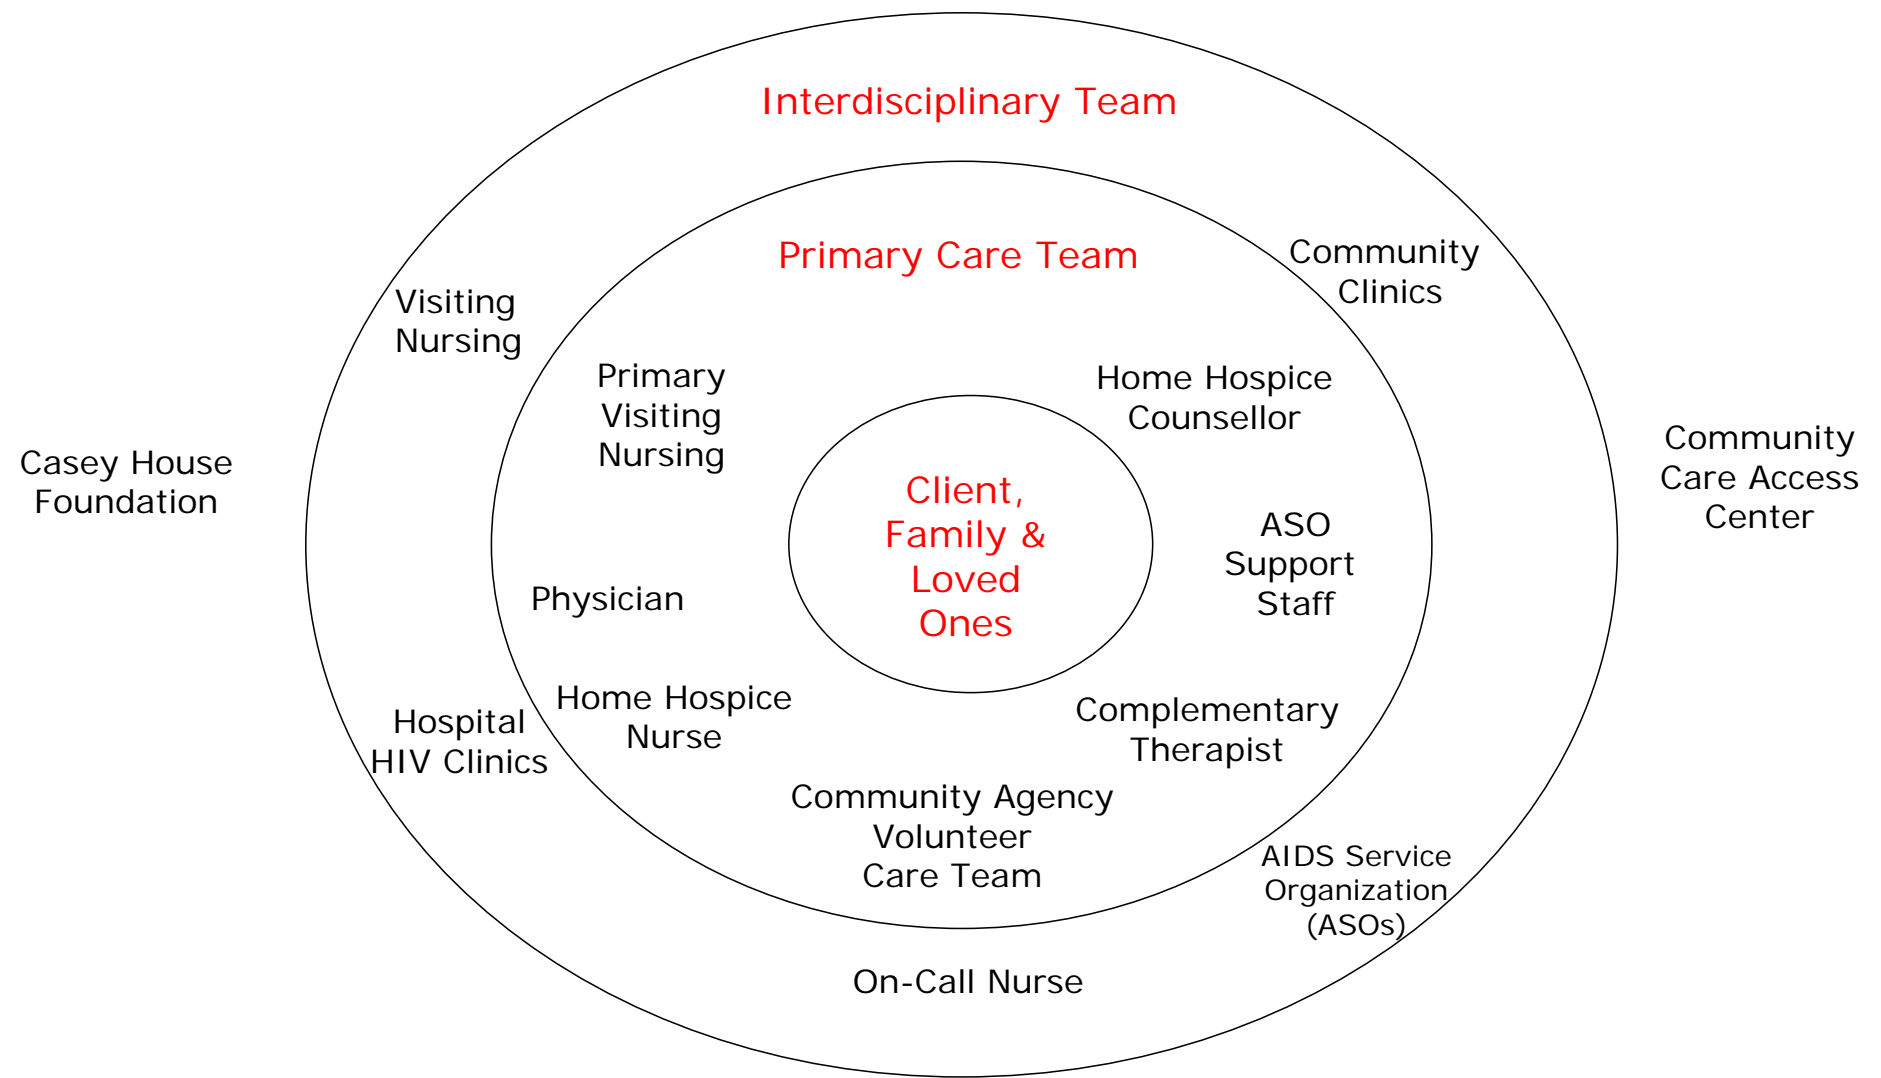 Interdisciplinary Team
Primary Care Team
Community
Clinics
Visiting
Nursing
Primary
Visiting
Nursing
Home Hospice
Counsellor
Casey House
Foundation
Community
Care Access
Center
Client,
Family &
Loved
Ones
ASO
Support
Staff
Physician
Home Hospice
Nurse
Hospital
HIV Clinics
Complementary
Therapist
Community Agency
Volunteer
Care Team
AIDS Service
Organization
(ASOs)
On-Call Nurse